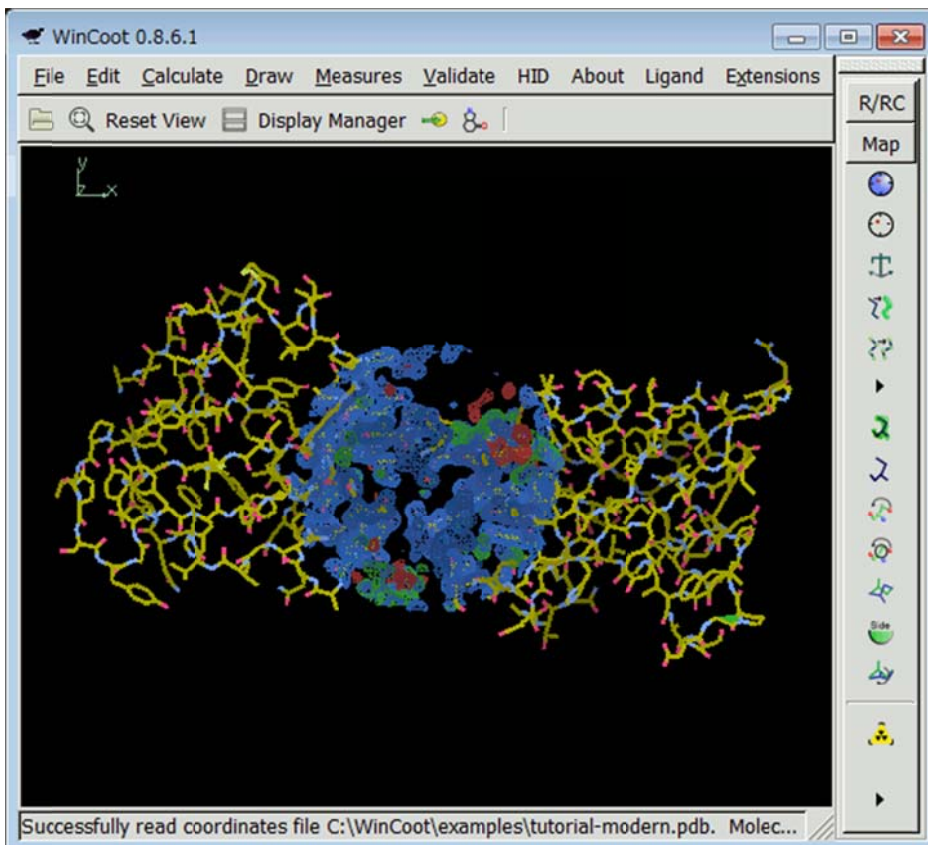 WinCoot 0.8.6.1
File Edit Calculate Draw Measures Validate HID About Ligand Extensions
Reset View Display Manager
R/RC
Map
y
z x
Side
Successfully read coordinates file C:\WinCoot\examples\tutorial-modern.pdb. Molec...